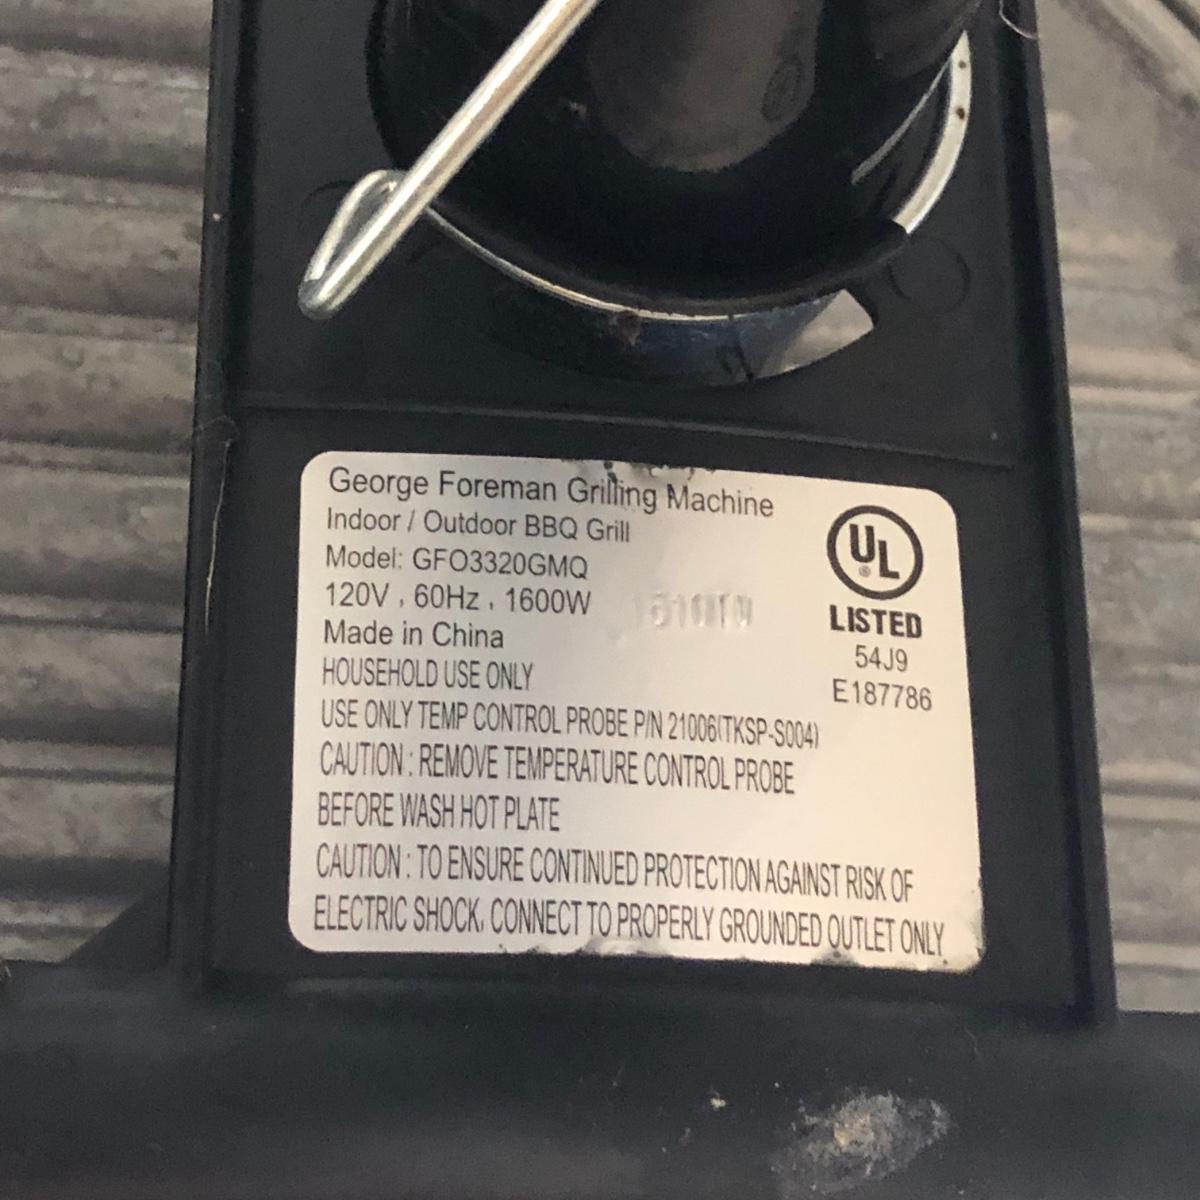 George Foreman Grilling Machine
Indoor / Outdoor BBQ Grill
Model: GFO3320GMQ
120V , 60Hz , 1600W
Made in China
HOUSEHOLD USE ONLY
USE ONLY TEMP CONTROL PROBE P/N 21006(TKSP-S004)
CAUTION : REMOVE TEMPERATURE CONTROL PROBE
BEFORE WASH HOT PLATE
CAUTION : TO ENSURE CONTINUED PROTECTION AGAINST RISK OF
ELECTRIC SHOCK, CONNECT TO PROPERLY GROUNDED OUTLET ONLY.
UL
®
LISTED
54J9
E187786